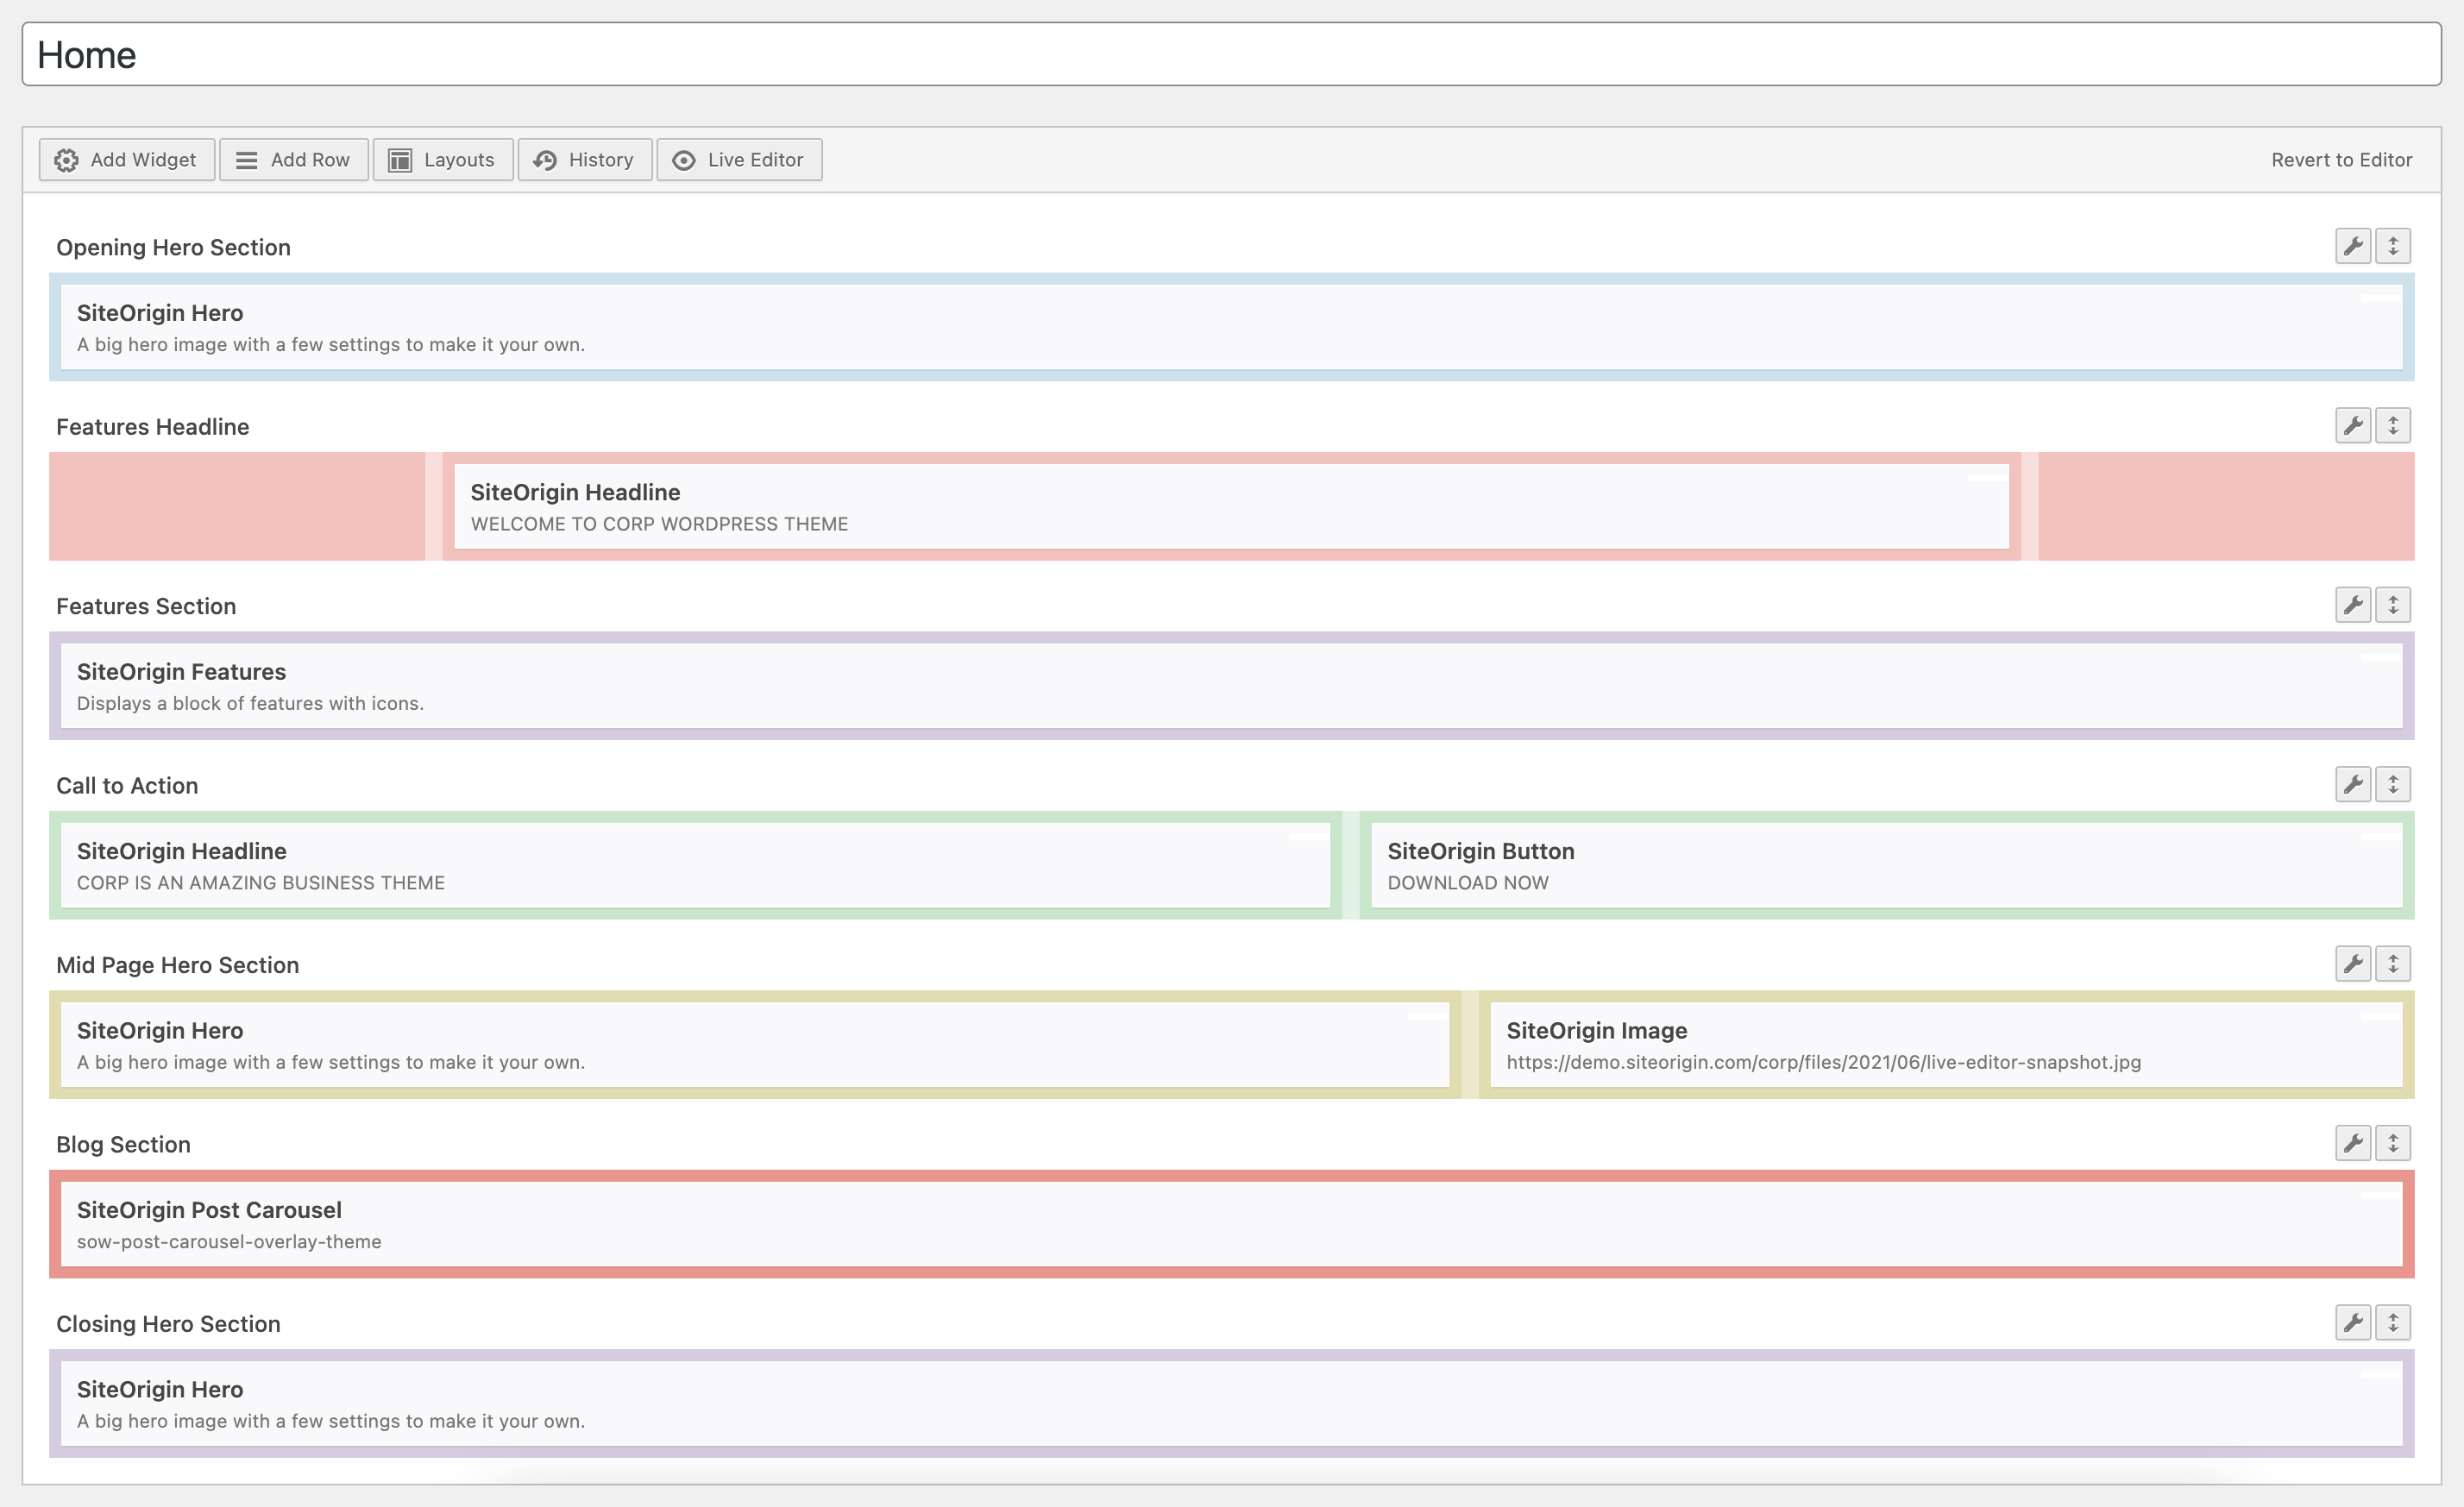 Home
Add Widget Add Row Layouts History Live Editor Revert to Editor
Opening Hero Section
SiteOrigin Hero
A big hero image with a few settings to make it your own.
Features Headline
SiteOrigin Headline
WELCOME TO CORP WORDPRESS THEME
Features Section
SiteOrigin Features
Displays a block of features with icons.
Call to Action
SiteOrigin Headline
CORP IS AN AMAZING BUSINESS THEME
SiteOrigin Button
DOWNLOAD NOW
Mid Page Hero Section
SiteOrigin Hero
A big hero image with a few settings to make it your own.
SiteOrigin Image
https://demo.siteorigin.com/corp/files/2021/06/live-editor-snapshot.jpg
Blog Section
SiteOrigin Post Carousel
sow-post-carousel-overlay-theme
Closing Hero Section
SiteOrigin Hero
A big hero image with a few settings to make it your own.